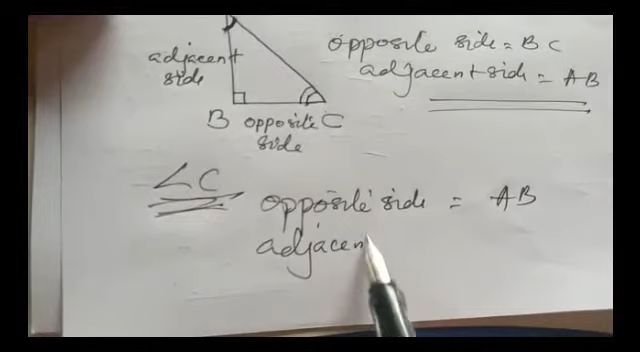 adjacent
side
opposite side = BC
adjacent side = AB
B opposite C
side
∠C
opposite side = AB
adjacen